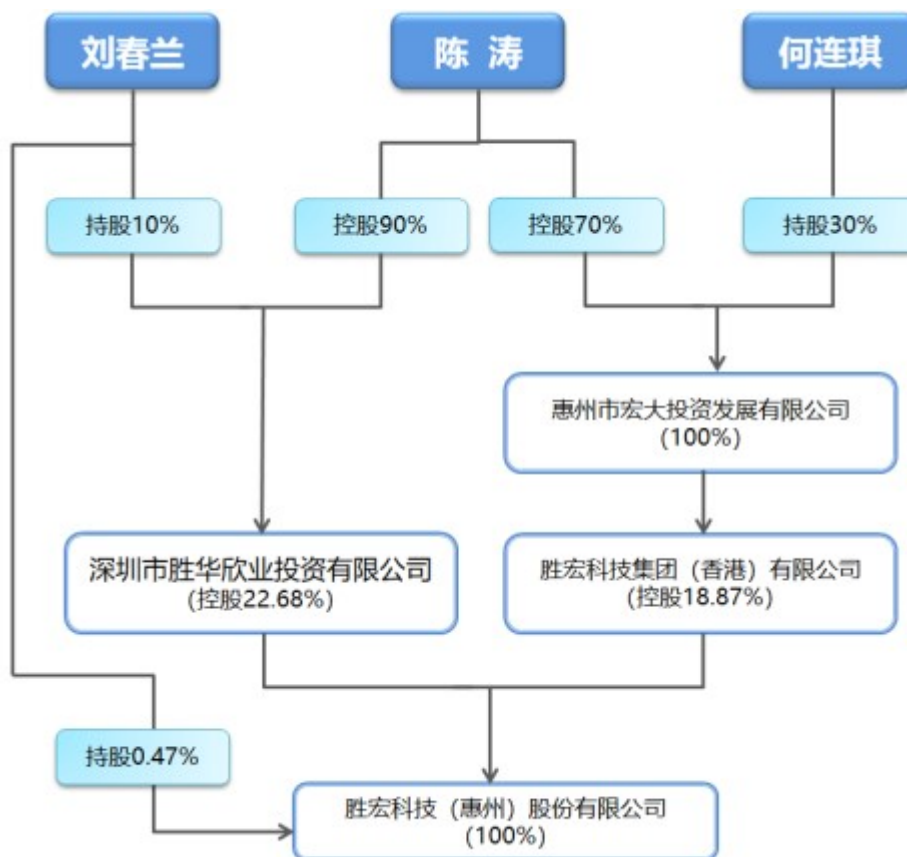 刘春兰
陈 涛
何连琪
持股10%
控股90%
控股70%
持股30%
惠州市宏大投资发展有限公司
(100%)
深圳市胜华欣业投资有限公司
(控股22.68%)
胜宏科技集团（香港）有限公司
(控股18.87%)
持股0.47%
胜宏科技（惠州）股份有限公司
(100%)